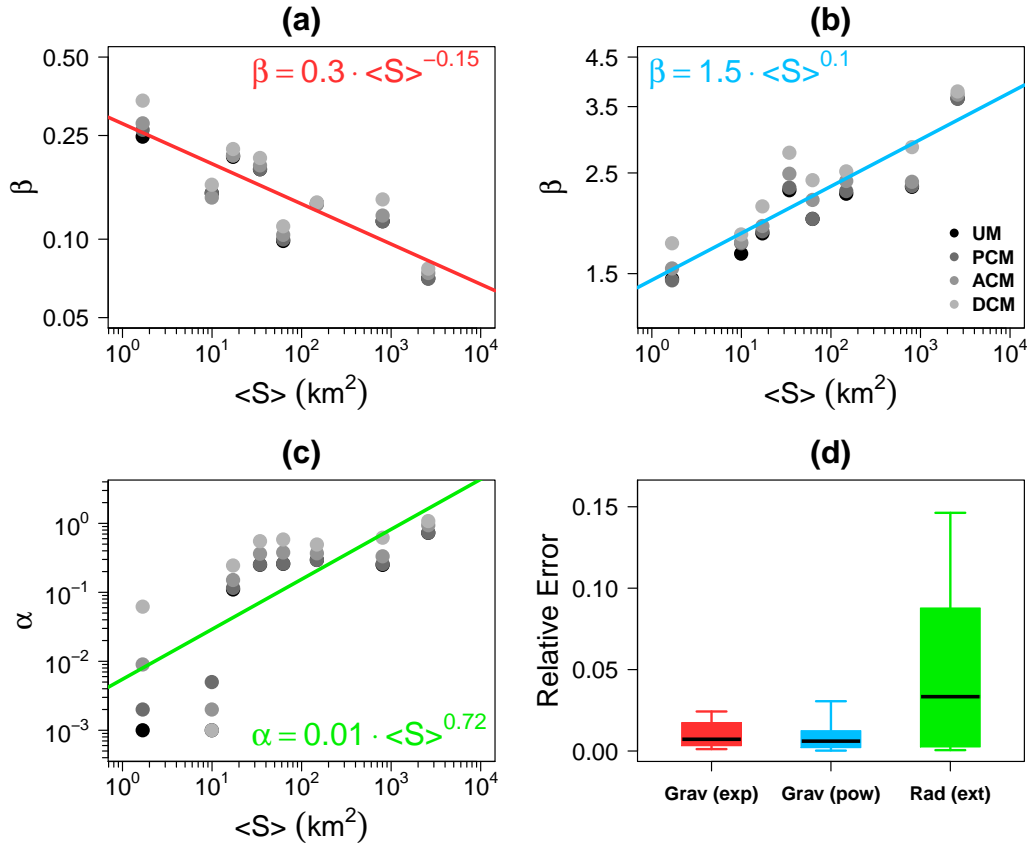 (a)
β = 0.3 · <S>^−0.15
0.50
0.25
0.10
0.05
β
10^0 10^1 10^2 10^3 10^4
<S> (km^2)
(b)
β = 1.5 · <S>^0.1
4.5
3.5
2.5
1.5
β
UM
PCM
ACM
DCM
10^0 10^1 10^2 10^3 10^4
<S> (km^2)
(c)
10^0
10^−1
10^−2
10^−3
α
α = 0.01 · <S>^0.72
10^0 10^1 10^2 10^3 10^4
<S> (km^2)
(d)
0.15
0.10
0.05
0.00
Relative Error
Grav (exp) Grav (pow) Rad (ext)